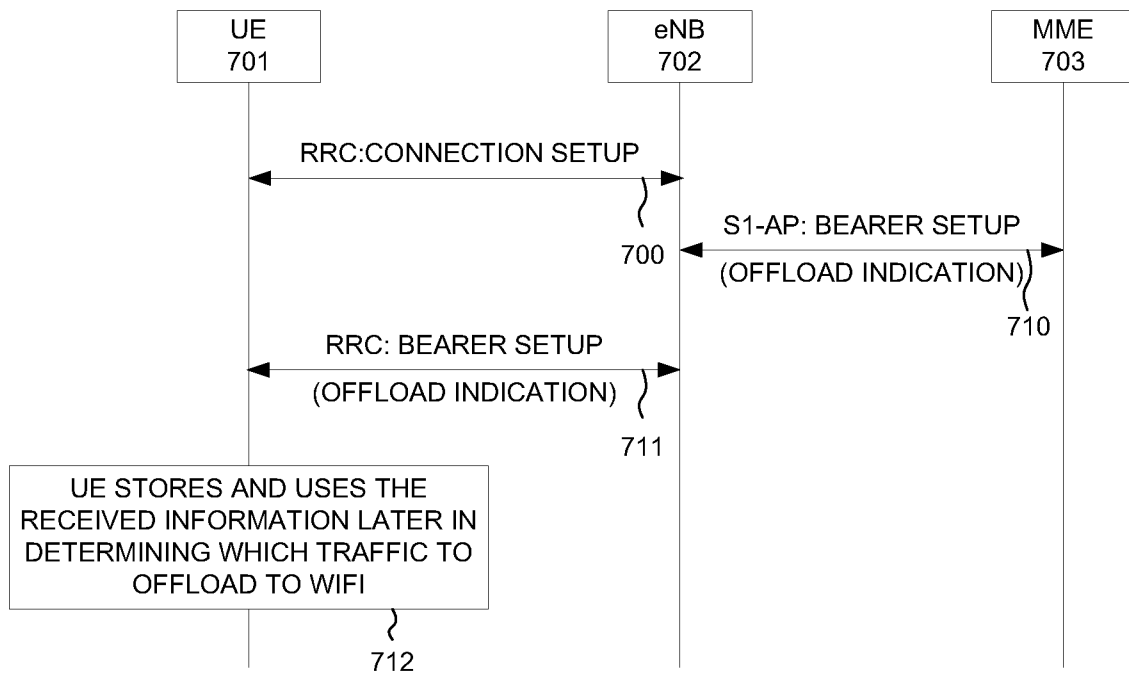 UE
701
eNB
702
MME
703
RRC:CONNECTION SETUP
700
S1-AP: BEARER SETUP
(OFFLOAD INDICATION)
710
RRC: BEARER SETUP
(OFFLOAD INDICATION)
711
UE STORES AND USES THE
RECEIVED INFORMATION LATER IN
DETERMINING WHICH TRAFFIC TO
OFFLOAD TO WIFI
712